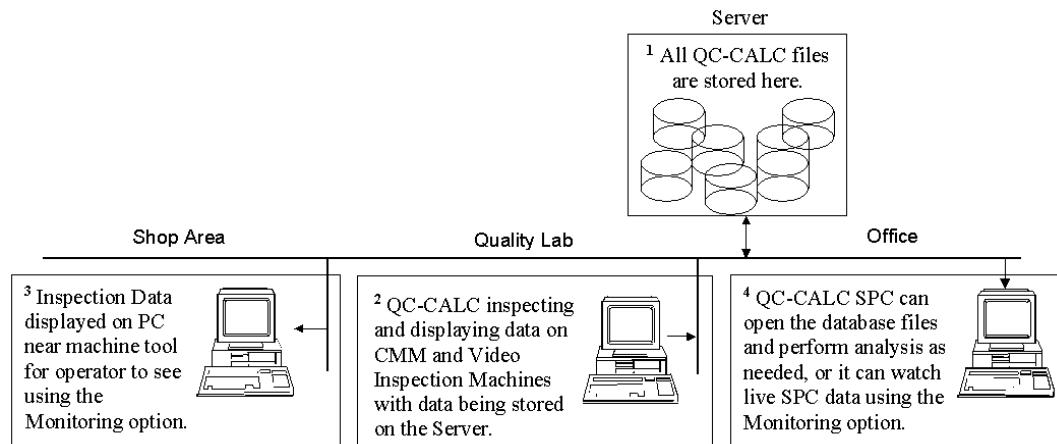 Server
1 All QC-CALC files
are stored here.
Shop Area
Quality Lab
Office
3 Inspection Data
displayed on PC
near machine tool
for operator to see
using the
Monitoring option.
2 QC-CALC inspecting
and displaying data on
CMM and Video
Inspection Machines
with data being stored
on the Server.
4 QC-CALC SPC can
open the database files
and perform analysis as
needed, or it can watch
live SPC data using the
Monitoring option.